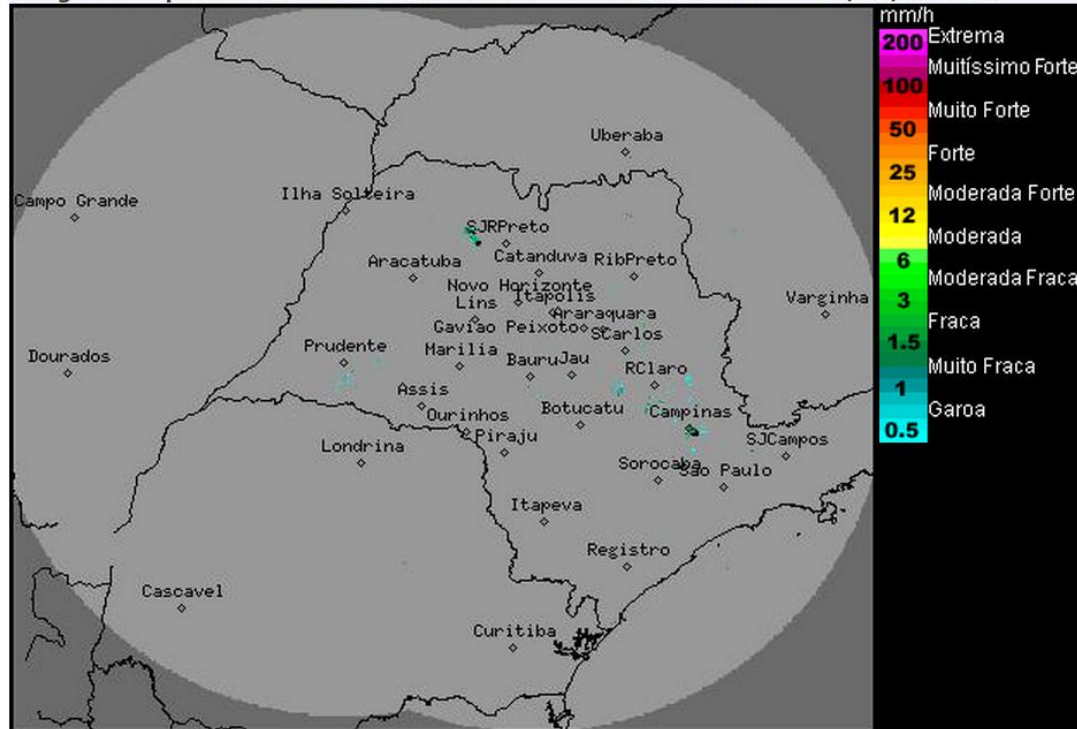 mm/h
200 Extrema
Muitíssimo Forte
100
Muito Forte
50
Forte
25
Moderada Forte
12
Moderada
6
Moderada Fraca
3
Fraca
1.5
Muito Fraca
1
Garoa
0.5
Uberaba
Ilha Solteira
Campo Grande
SJRPreto
Catanduva
RibPreto
Aracatuba
Novo Horizonte
Itapolis
Lins
Araraquara
Gaviao Peixoto
SCarlos
Varginha
Prudente
Marilia
Bauru
Jau
RClaro
Dourados
Assis
Botucatu
Campinas
Ourinhos
Piraju
SJCampos
Londrina
Sorocaba
Sao Paulo
Itapeva
Registro
Cascavel
Curitiba